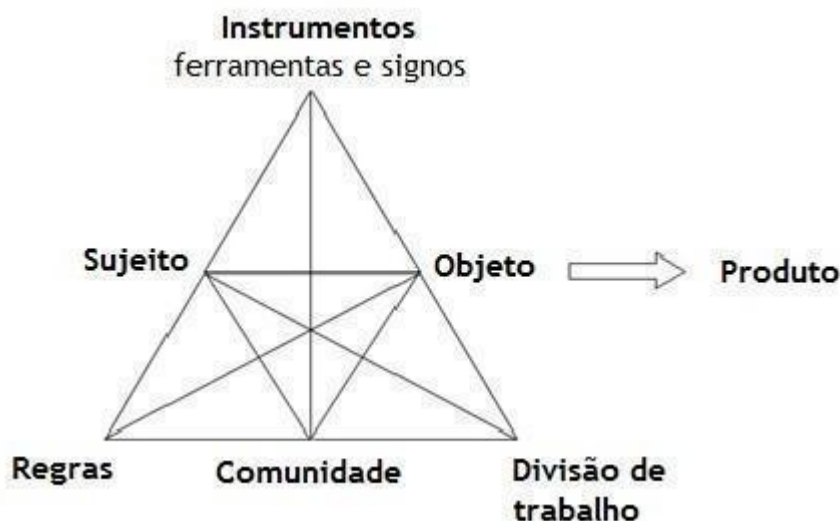 Instrumentos
ferramentas e signos
Sujeito
Objeto
Produto
Regras
Comunidade
Divisão de
trabalho